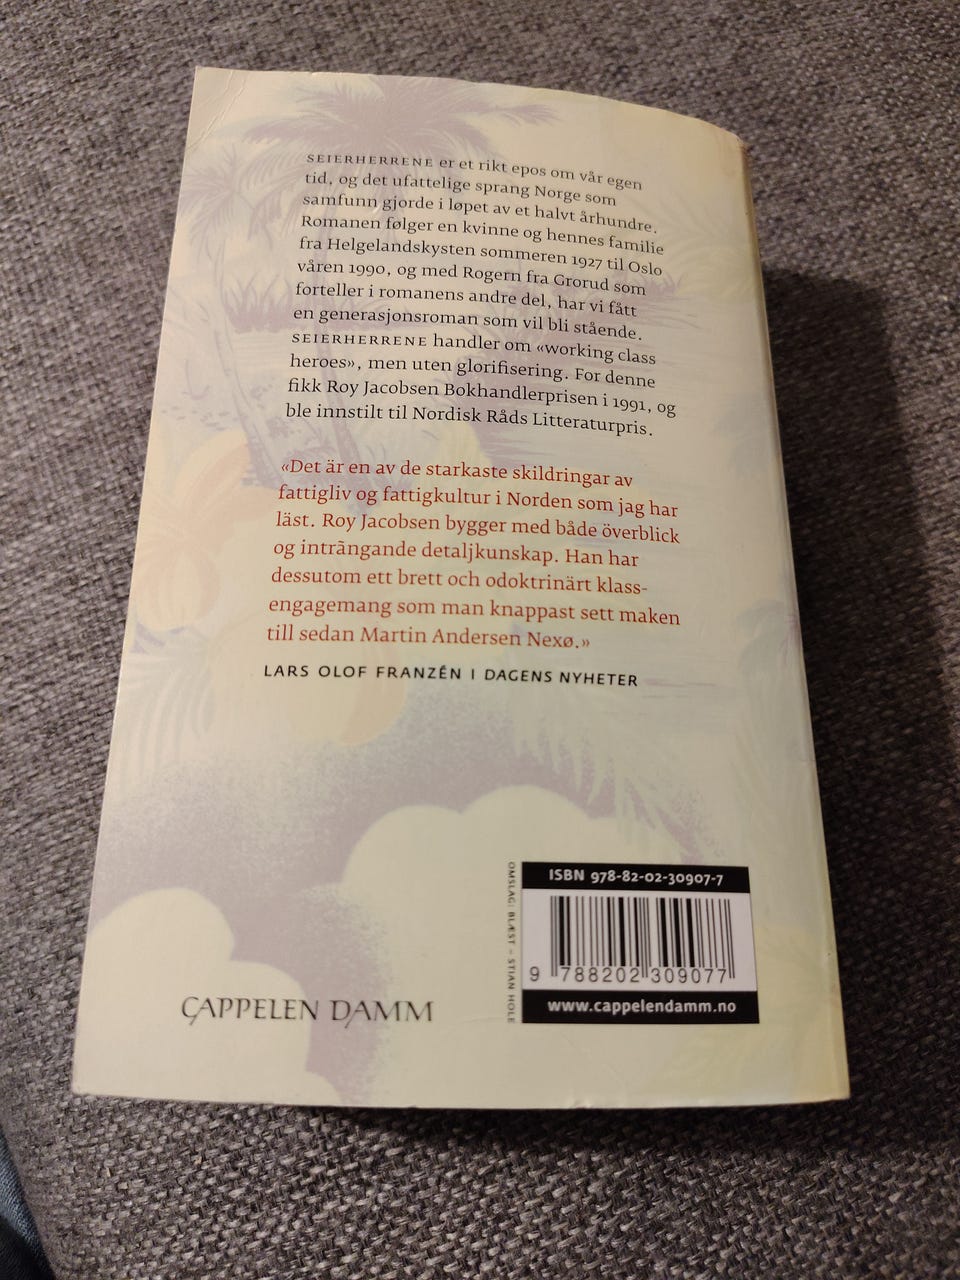 SEIERHERRENE er et rikt epos om vår egen
tid, og det ufattelige sprang Norge som
samfunn gjorde i løpet av et halvt århundre.
Romanen følger en kvinne og hennes familie
fra Helgelandskysten sommeren 1927 til Oslo
våren 1990, og med Rogern fra Grorud som
forteller i romanens andre del, har vi fått
en generasjonsroman som vil bli stående.
SEIERHERRENE handler om «working class
heroes», men uten glorifisering. For denne
fikk Roy Jacobsen Bokhandlerprisen i 1991, og
ble innstilt til Nordisk Råds Litteraturpris.
«Det är en av de starkaste skildringar av
fattigliv og fattigkultur i Norden som jag har
läst. Roy Jacobsen bygger med både överblick
og inträngande detaljkunskap. Han har
dessutom ett brett och odoktrinärt klass-
engagemang som man knappast sett maken
till sedan Martin Andersen Nexø.»
LARS OLOF FRANZÉN I DAGENS NYHETER
CAPPELEN DAMM
OMSLAG: BLÆST – STIAN HOLE
ISBN 978-82-02-30907-7
9 788202 309077
www.cappelendamm.no